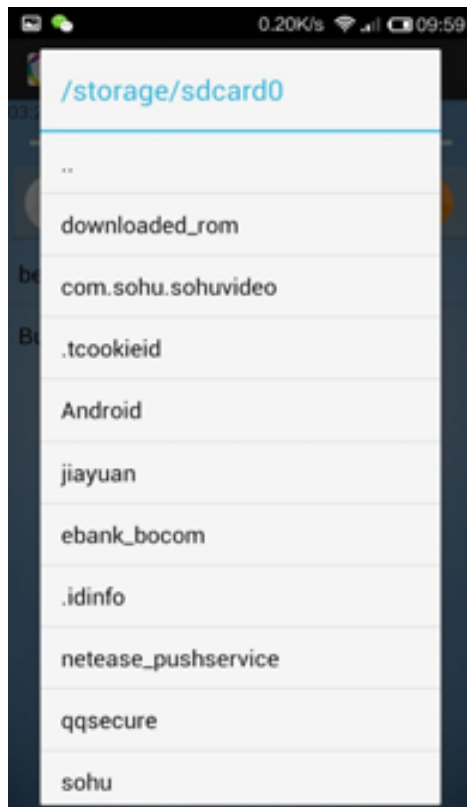 0.20K/s 09:59
/storage/sdcard0
..
downloaded_rom
com.sohu.sohuvideo
.tcookieid
Android
jiayuan
ebank_bocom
.idinfo
netease_pushservice
qqsecure
sohu